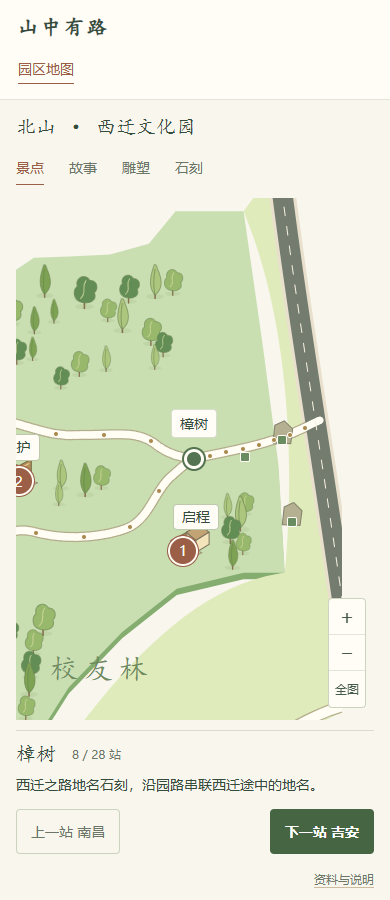 山中有路
园区地图
北山 • 西迁文化园
景点 故事 雕塑 石刻
樟树
护
2
启程
1
校友林
+
−
全图
樟树 8 / 28 站
西迁之路地名石刻，沿园路串联西迁途中的地名。
上一站 南昌 下一站 吉安
资料与说明